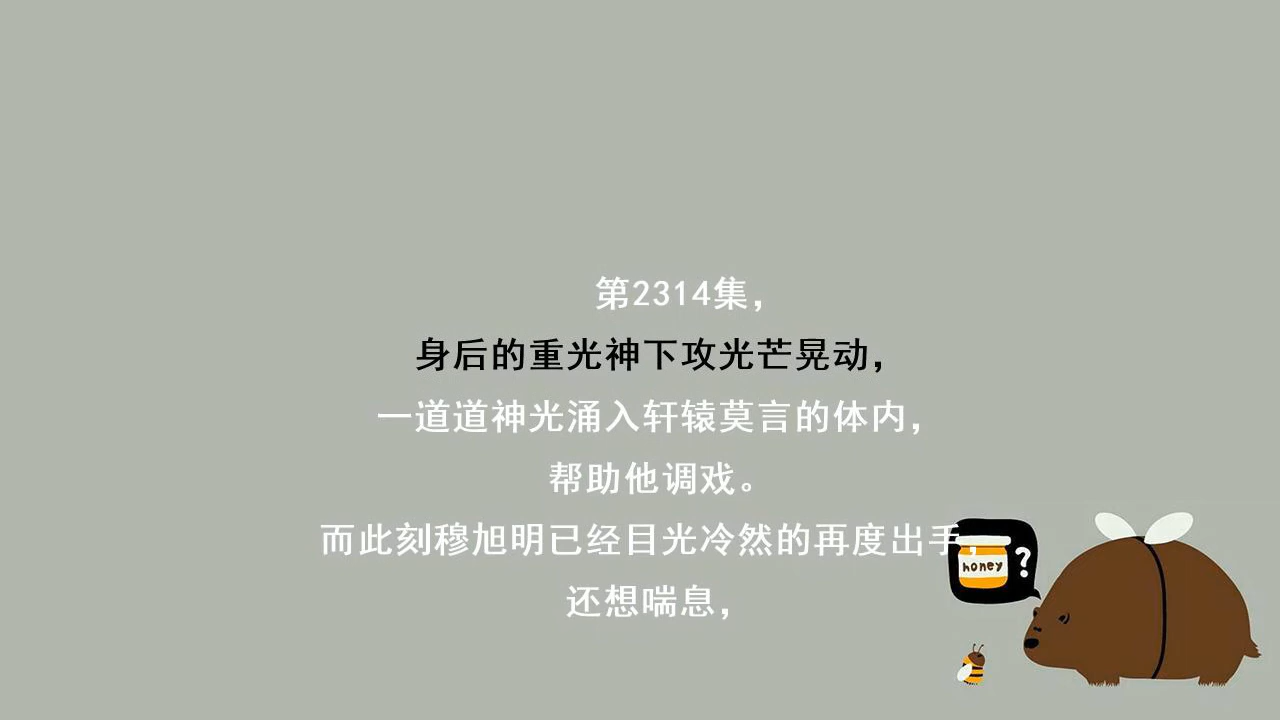 第2314集，
身后的重光神下攻光芒晃动，
一道道神光涌入轩辕莫言的体内，
帮助他调戏。
而此刻穆旭明已经目光冷然的再度出手，
还想喘息，
honey ?